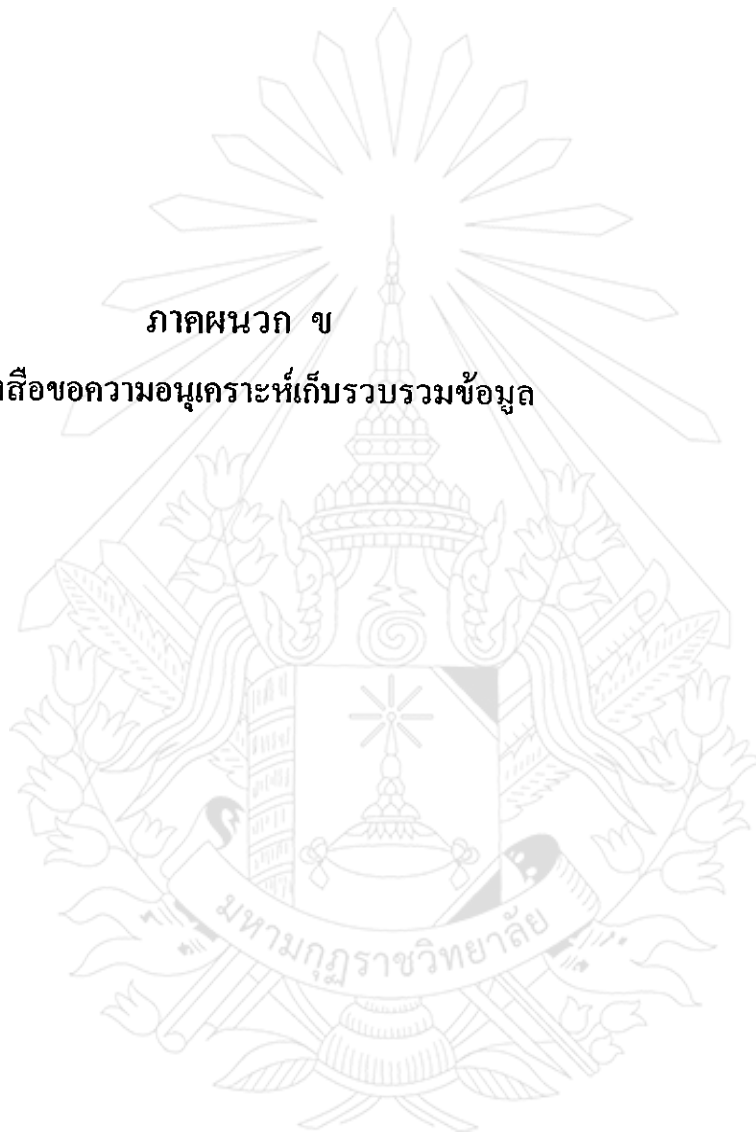 ภาคผนวก ข
สือขอความอนุเคราะห์เก็บรวบรวมข้อมูล
มหามกุฏราชวิทยาลัย